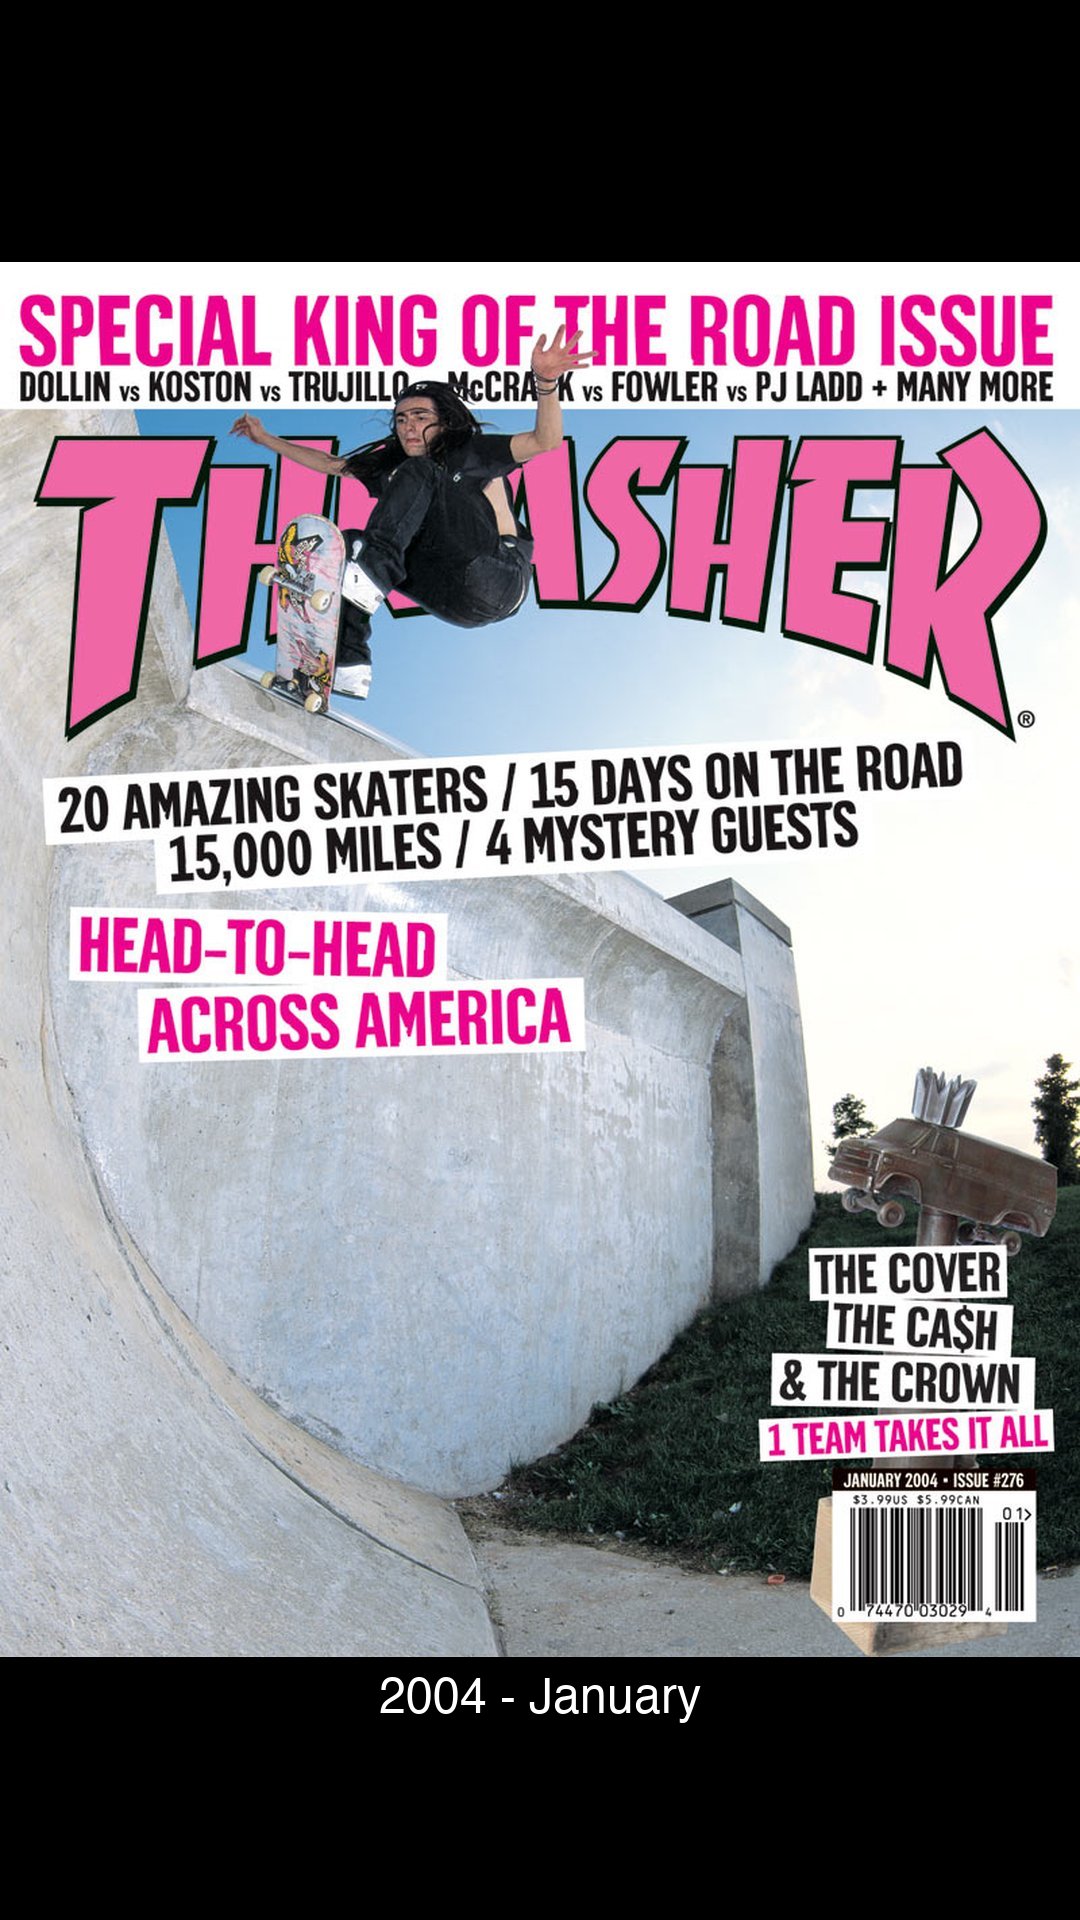 SPECIAL KING OF THE ROAD ISSUE
DOLLIN vs KOSTON vs TRUJILLO McCRACK vs FOWLER vs PJ LADD + MANY MORE
THRASHER
®
20 AMAZING SKATERS / 15 DAYS ON THE ROAD
15,000 MILES / 4 MYSTERY GUESTS
HEAD-TO-HEAD
ACROSS AMERICA
THE COVER
THE CA$H
& THE CROWN
1 TEAM TAKES IT ALL
JANUARY 2004 • ISSUE #276
$3.99US $5.99CAN
01>
0 74470 03029 4
2004 - January